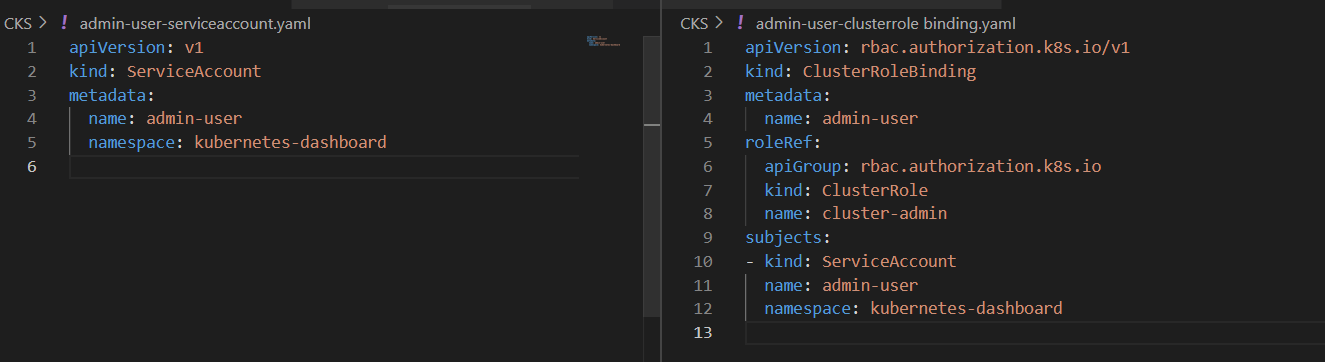 CKS > ! admin-user-serviceaccount.yaml
1 apiVersion: v1
2 kind: ServiceAccount
3 metadata:
4   name: admin-user
5   namespace: kubernetes-dashboard
6
CKS > ! admin-user-clusterrole binding.yaml
1 apiVersion: rbac.authorization.k8s.io/v1
2 kind: ClusterRoleBinding
3 metadata:
4   name: admin-user
5 roleRef:
6   apiGroup: rbac.authorization.k8s.io
7   kind: ClusterRole
8   name: cluster-admin
9 subjects:
10 - kind: ServiceAccount
11   name: admin-user
12   namespace: kubernetes-dashboard
13